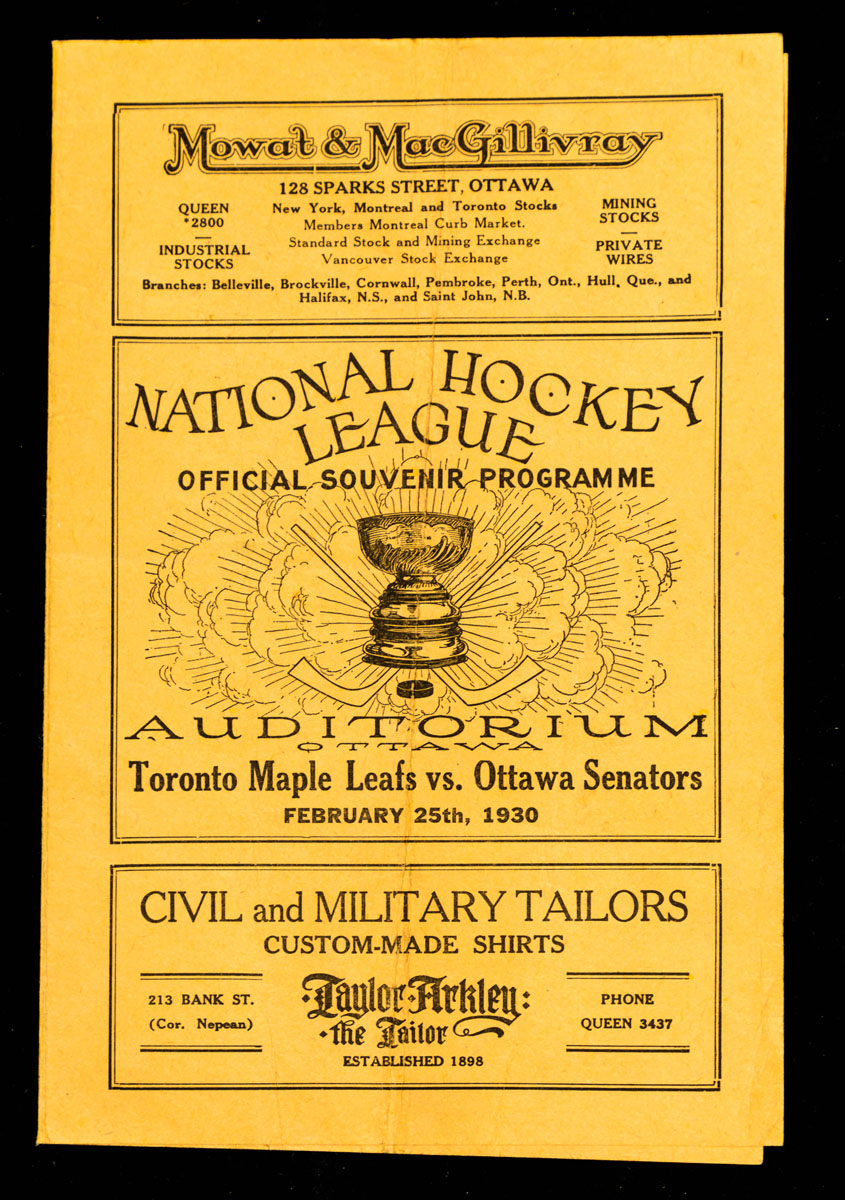 Mowat & MacGillivray
128 SPARKS STREET, OTTAWA
QUEEN
*2800
INDUSTRIAL
STOCKS
New York, Montreal and Toronto Stocks
Members Montreal Curb Market.
Standard Stock and Mining Exchange
Vancouver Stock Exchange
MINING
STOCKS
PRIVATE
WIRES
Branches: Belleville, Brockville, Cornwall, Pembroke, Perth, Ont., Hull, Que., and
Halifax, N.S., and Saint John, N.B.
NATIONAL HOCKEY
LEAGUE
OFFICIAL SOUVENIR PROGRAMME
AUDITORIUM
OTTAWA
Toronto Maple Leafs vs. Ottawa Senators
FEBRUARY 25th, 1930
CIVIL and MILITARY TAILORS
CUSTOM-MADE SHIRTS
213 BANK ST.
(Cor. Nepean)
·Taylor·Arkley:
·the Tailor
ESTABLISHED 1898
PHONE
QUEEN 3437